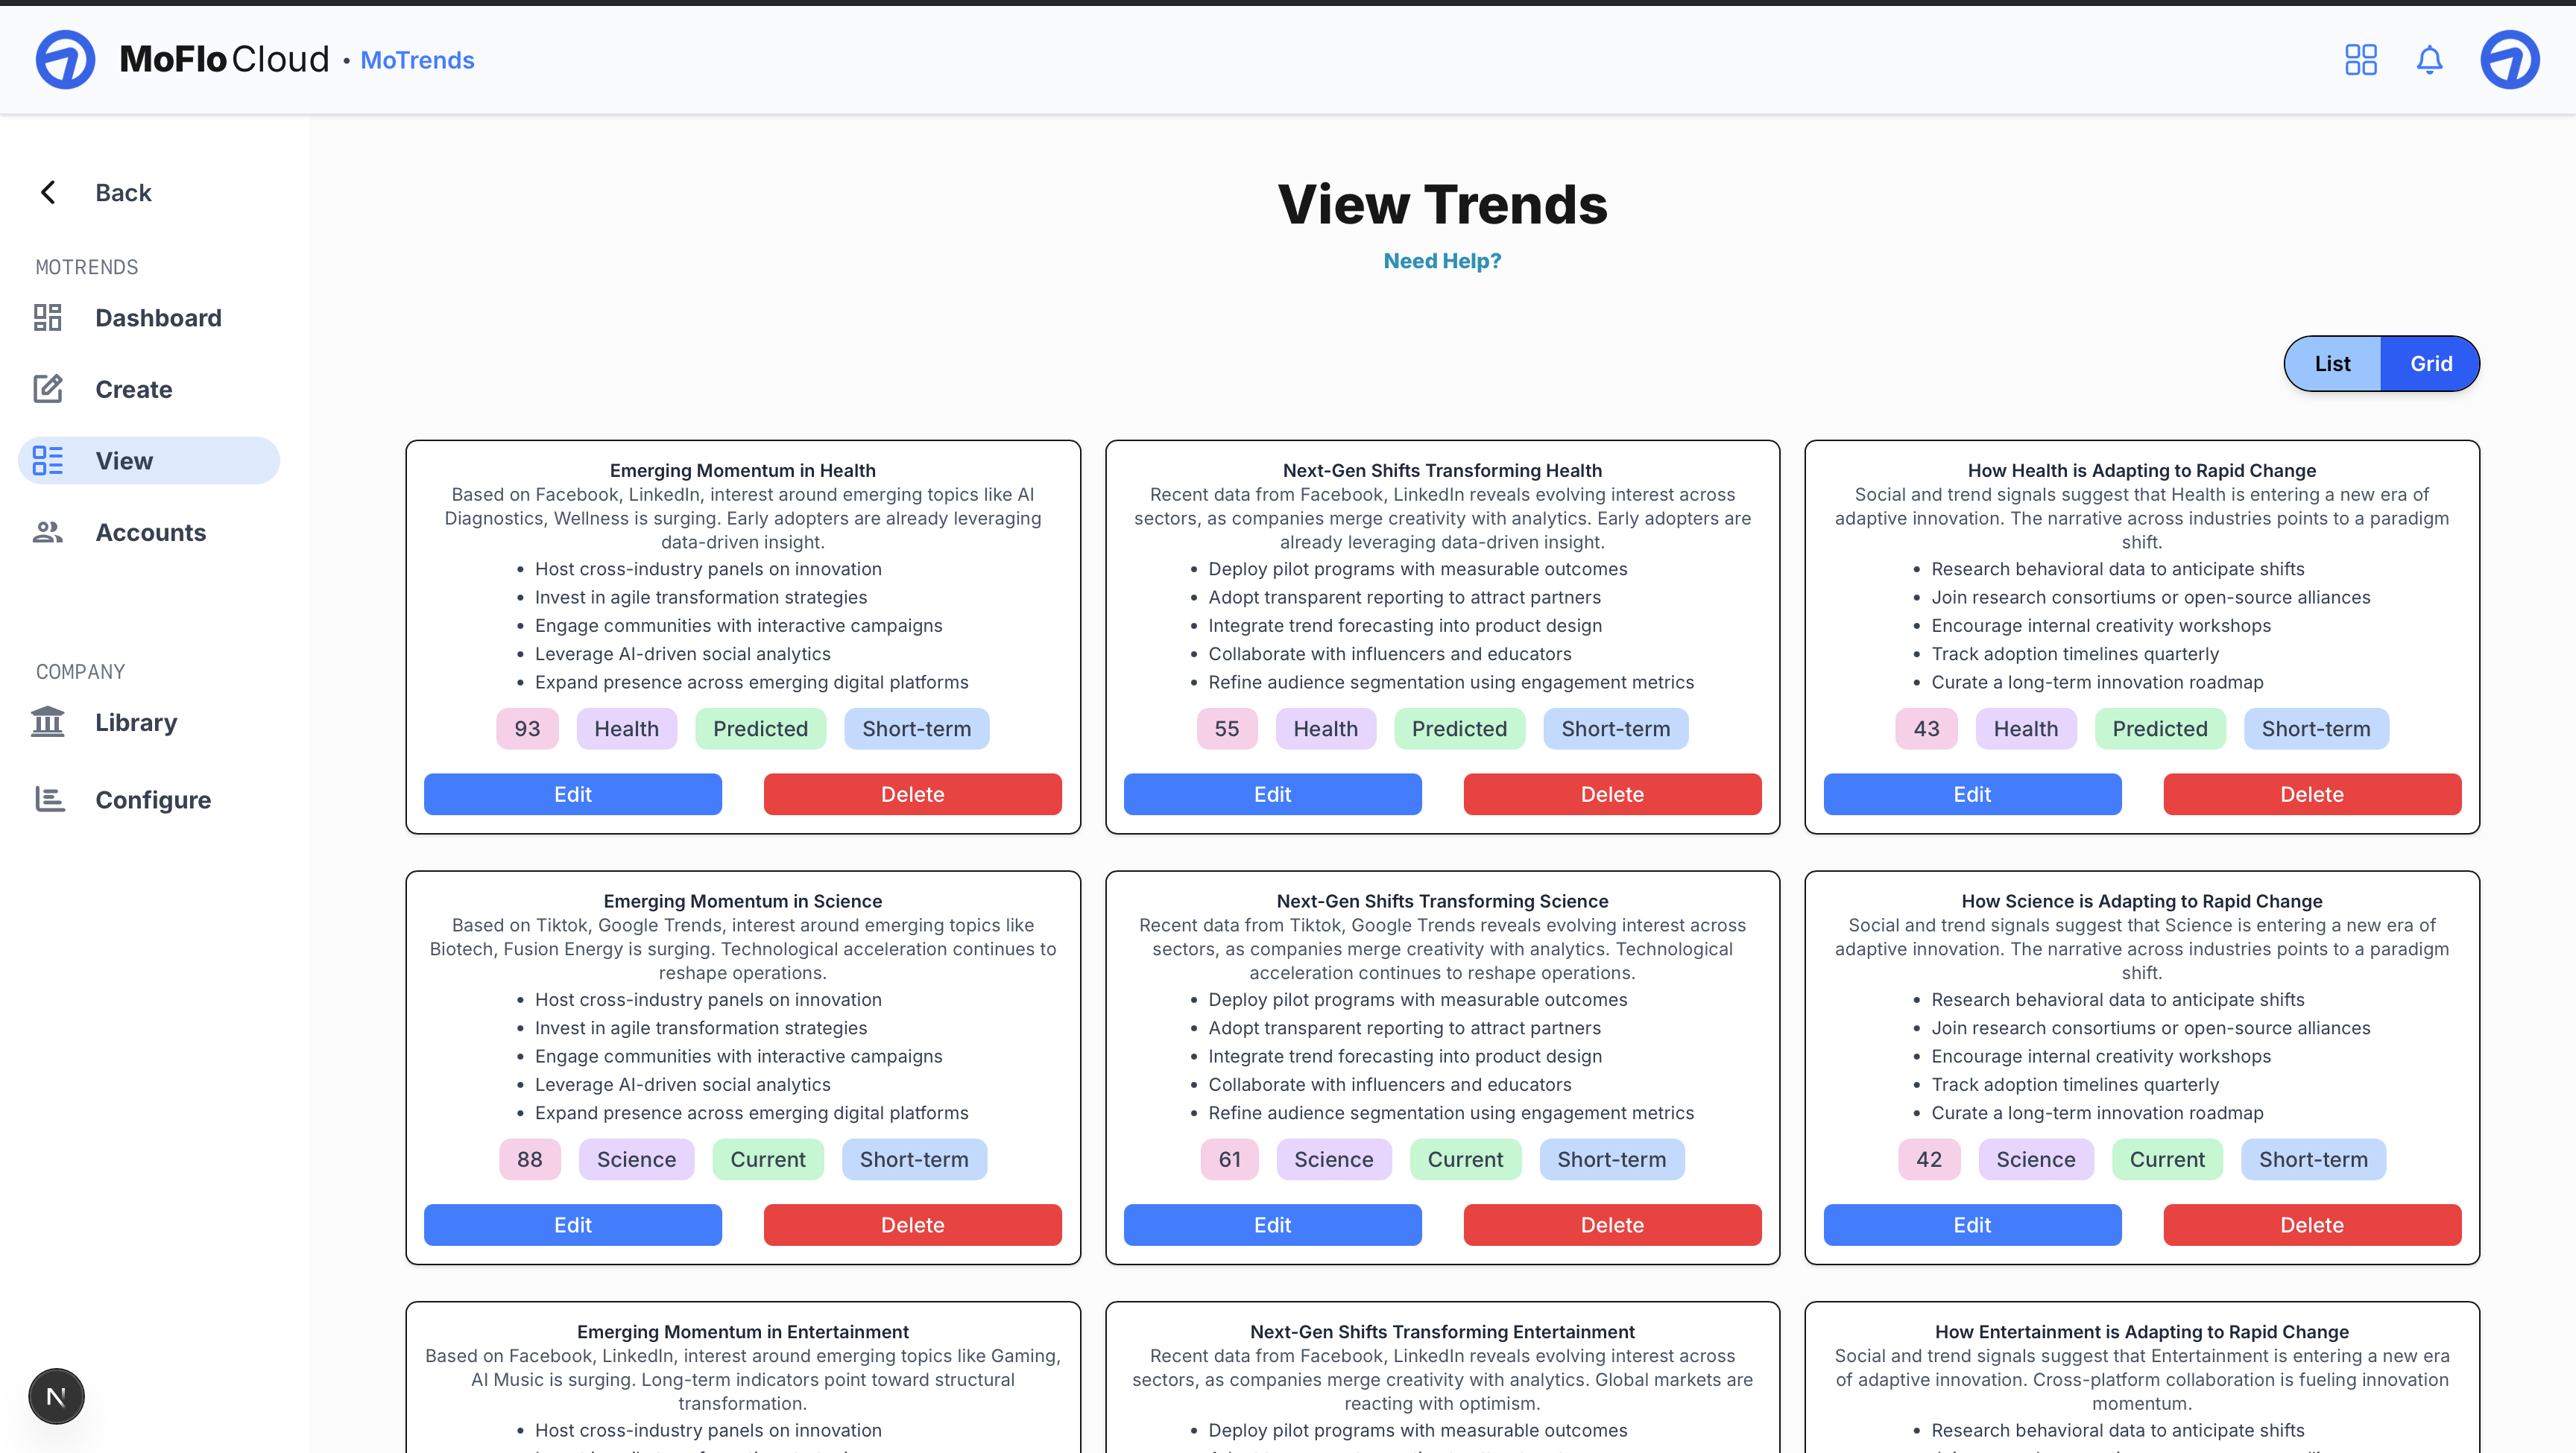 MoFlo Cloud • MoTrends
Back
MOTRENDS
Dashboard
Create
View
Accounts
COMPANY
Library
Configure
N
View Trends
Need Help?
List Grid
Emerging Momentum in Health
Based on Facebook, LinkedIn, interest around emerging topics like AI
Diagnostics, Wellness is surging. Early adopters are already leveraging
data-driven insight.
• Host cross-industry panels on innovation
• Invest in agile transformation strategies
• Engage communities with interactive campaigns
• Leverage AI-driven social analytics
• Expand presence across emerging digital platforms
93 Health Predicted Short-term
Edit Delete
Next-Gen Shifts Transforming Health
Recent data from Facebook, LinkedIn reveals evolving interest across
sectors, as companies merge creativity with analytics. Early adopters are
already leveraging data-driven insight.
• Deploy pilot programs with measurable outcomes
• Adopt transparent reporting to attract partners
• Integrate trend forecasting into product design
• Collaborate with influencers and educators
• Refine audience segmentation using engagement metrics
55 Health Predicted Short-term
Edit Delete
How Health is Adapting to Rapid Change
Social and trend signals suggest that Health is entering a new era of
adaptive innovation. The narrative across industries points to a paradigm
shift.
• Research behavioral data to anticipate shifts
• Join research consortiums or open-source alliances
• Encourage internal creativity workshops
• Track adoption timelines quarterly
• Curate a long-term innovation roadmap
43 Health Predicted Short-term
Edit Delete
Emerging Momentum in Science
Based on Tiktok, Google Trends, interest around emerging topics like
Biotech, Fusion Energy is surging. Technological acceleration continues to
reshape operations.
• Host cross-industry panels on innovation
• Invest in agile transformation strategies
• Engage communities with interactive campaigns
• Leverage AI-driven social analytics
• Expand presence across emerging digital platforms
88 Science Current Short-term
Edit Delete
Next-Gen Shifts Transforming Science
Recent data from Tiktok, Google Trends reveals evolving interest across
sectors, as companies merge creativity with analytics. Technological
acceleration continues to reshape operations.
• Deploy pilot programs with measurable outcomes
• Adopt transparent reporting to attract partners
• Integrate trend forecasting into product design
• Collaborate with influencers and educators
• Refine audience segmentation using engagement metrics
61 Science Current Short-term
Edit Delete
How Science is Adapting to Rapid Change
Social and trend signals suggest that Science is entering a new era of
adaptive innovation. The narrative across industries points to a paradigm
shift.
• Research behavioral data to anticipate shifts
• Join research consortiums or open-source alliances
• Encourage internal creativity workshops
• Track adoption timelines quarterly
• Curate a long-term innovation roadmap
42 Science Current Short-term
Edit Delete
Emerging Momentum in Entertainment
Based on Facebook, LinkedIn, interest around emerging topics like Gaming,
AI Music is surging. Long-term indicators point toward structural
transformation.
• Host cross-industry panels on innovation
Next-Gen Shifts Transforming Entertainment
Recent data from Facebook, LinkedIn reveals evolving interest across
sectors, as companies merge creativity with analytics. Global markets are
reacting with optimism.
• Deploy pilot programs with measurable outcomes
How Entertainment is Adapting to Rapid Change
Social and trend signals suggest that Entertainment is entering a new era
of adaptive innovation. Cross-platform collaboration is fueling innovation
momentum.
• Research behavioral data to anticipate shifts